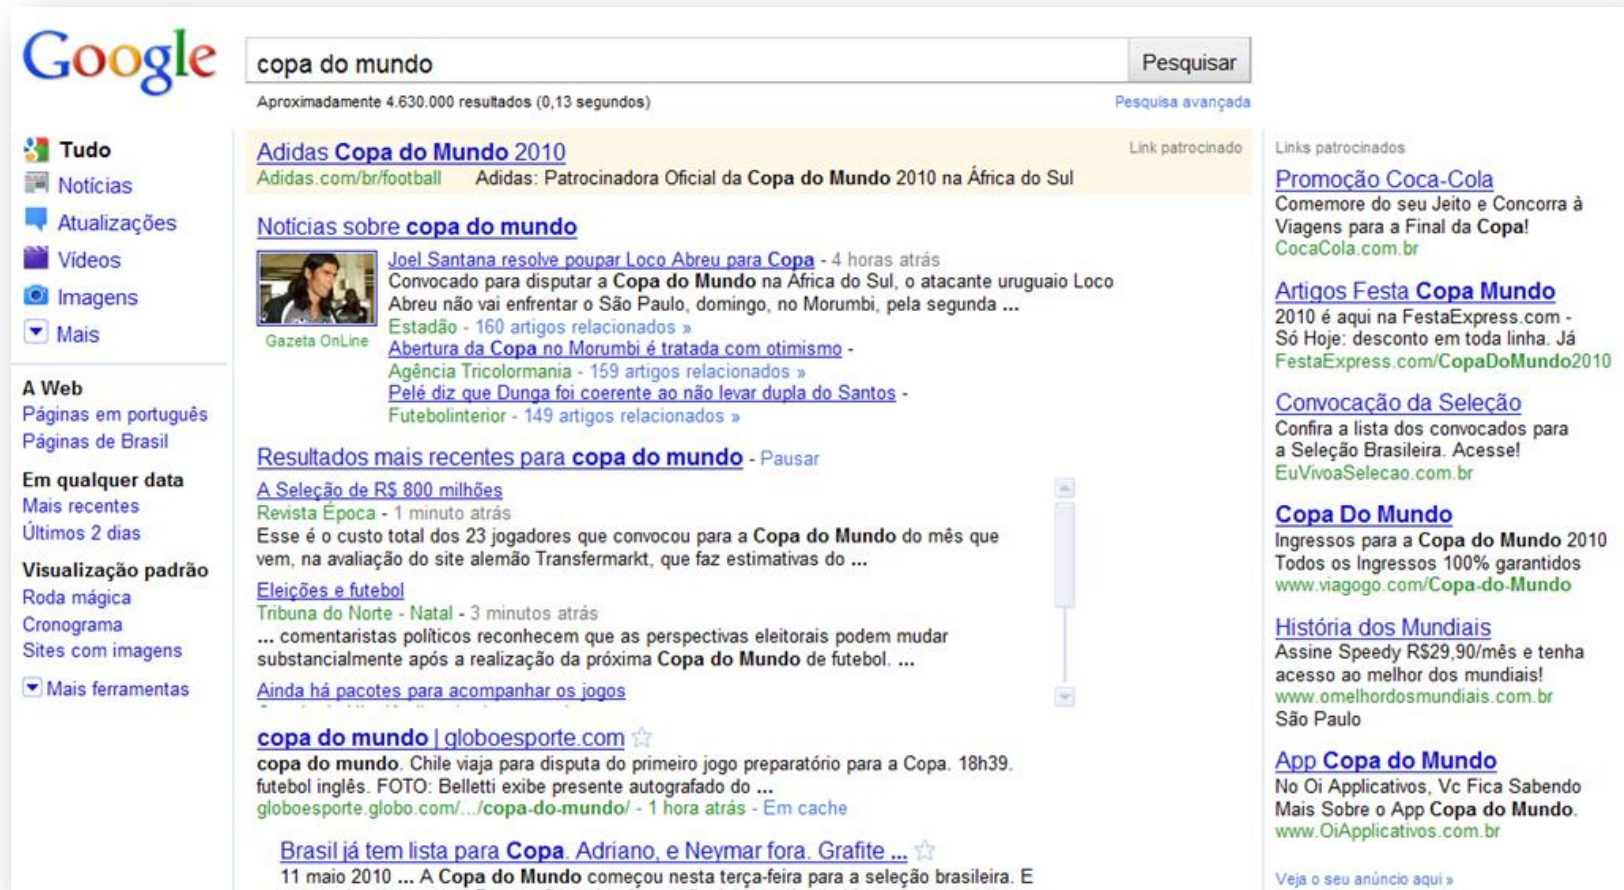 Google
copa do mundo
Pesquisar
Aproximadamente 4.630.000 resultados (0,13 segundos)
Pesquisa avançada
Tudo
Notícias
Atualizações
Vídeos
Imagens
Mais
A Web
Páginas em português
Páginas de Brasil
Em qualquer data
Mais recentes
Últimos 2 dias
Visualização padrão
Roda mágica
Cronograma
Sites com imagens
Mais ferramentas
Adidas Copa do Mundo 2010
Link patrocinado
Adidas.com/br/football Adidas: Patrocinadora Oficial da Copa do Mundo 2010 na África do Sul
Notícias sobre copa do mundo
Gazeta OnLine
Joel Santana resolve poupar Loco Abreu para Copa - 4 horas atrás
Convocado para disputar a Copa do Mundo na África do Sul, o atacante uruguaio Loco
Abreu não vai enfrentar o São Paulo, domingo, no Morumbi, pela segunda ...
Estadão - 160 artigos relacionados »
Abertura da Copa no Morumbi é tratada com otimismo -
Agência Tricolormania - 159 artigos relacionados »
Pelé diz que Dunga foi coerente ao não levar dupla do Santos -
Futebolinterior - 149 artigos relacionados »
Resultados mais recentes para copa do mundo - Pausar
A Seleção de R$ 800 milhões
Revista Época - 1 minuto atrás
Esse é o custo total dos 23 jogadores que convocou para a Copa do Mundo do mês que
vem, na avaliação do site alemão Transfermarkt, que faz estimativas do ...
Eleições e futebol
Tribuna do Norte - Natal - 3 minutos atrás
... comentaristas políticos reconhecem que as perspectivas eleitorais podem mudar
substancialmente após a realização da próxima Copa do Mundo de futebol. ...
Ainda há pacotes para acompanhar os jogos
copa do mundo | globoesporte.com
copa do mundo. Chile viaja para disputa do primeiro jogo preparatório para a Copa. 18h39.
futebol inglês. FOTO: Belletti exibe presente autografado do ...
globoesporte.globo.com/.../copa-do-mundo/ - 1 hora atrás - Em cache
Brasil já tem lista para Copa. Adriano, e Neymar fora. Grafite ...
11 maio 2010 ... A Copa do Mundo começou nesta terça-feira para a seleção brasileira. E
Links patrocinados
Promoção Coca-Cola
Comemore do seu Jeito e Concorra à
Viagens para a Final da Copa!
CocaCola.com.br
Artigos Festa Copa Mundo
2010 é aqui na FestaExpress.com -
Só Hoje: desconto em toda linha. Já
FestaExpress.com/CopaDoMundo2010
Convocação da Seleção
Confira a lista dos convocados para
a Seleção Brasileira. Acesse!
EuVivoaSelecao.com.br
Copa Do Mundo
Ingressos para a Copa do Mundo 2010
Todos os Ingressos 100% garantidos
www.viagogo.com/Copa-do-Mundo
História dos Mundiais
Assine Speedy R$29,90/mês e tenha
acesso ao melhor dos mundiais!
www.omelhordosmundiais.com.br
São Paulo
App Copa do Mundo
No Oi Applicativos, Vc Fica Sabendo
Mais Sobre o App Copa do Mundo.
www.OiApplicativos.com.br
Veja o seu anúncio aqui »